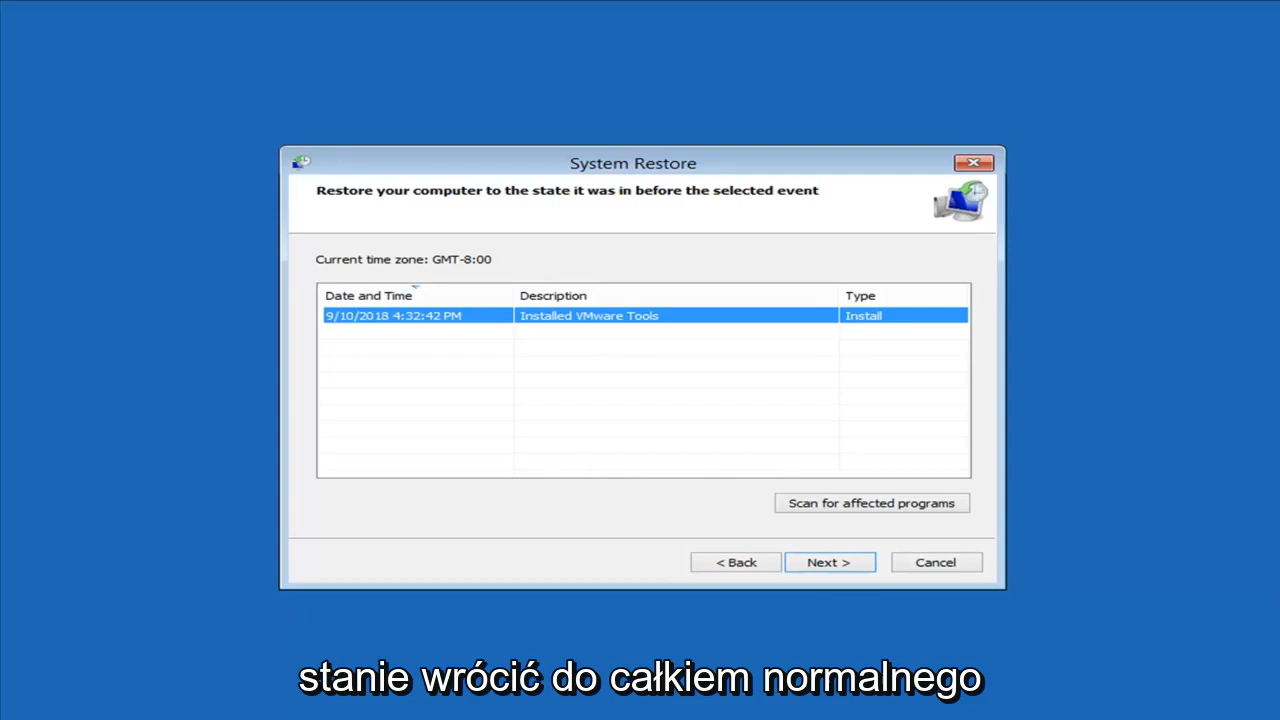 System Restore
Restore your computer to the state it was in before the selected event
Current time zone: GMT-8:00
Date and Time Description Type
9/10/2018 4:32:42 PM Installed VMware Tools Install
Scan for affected programs
< Back Next > Cancel
stanie wrócić do całkiem normalnego